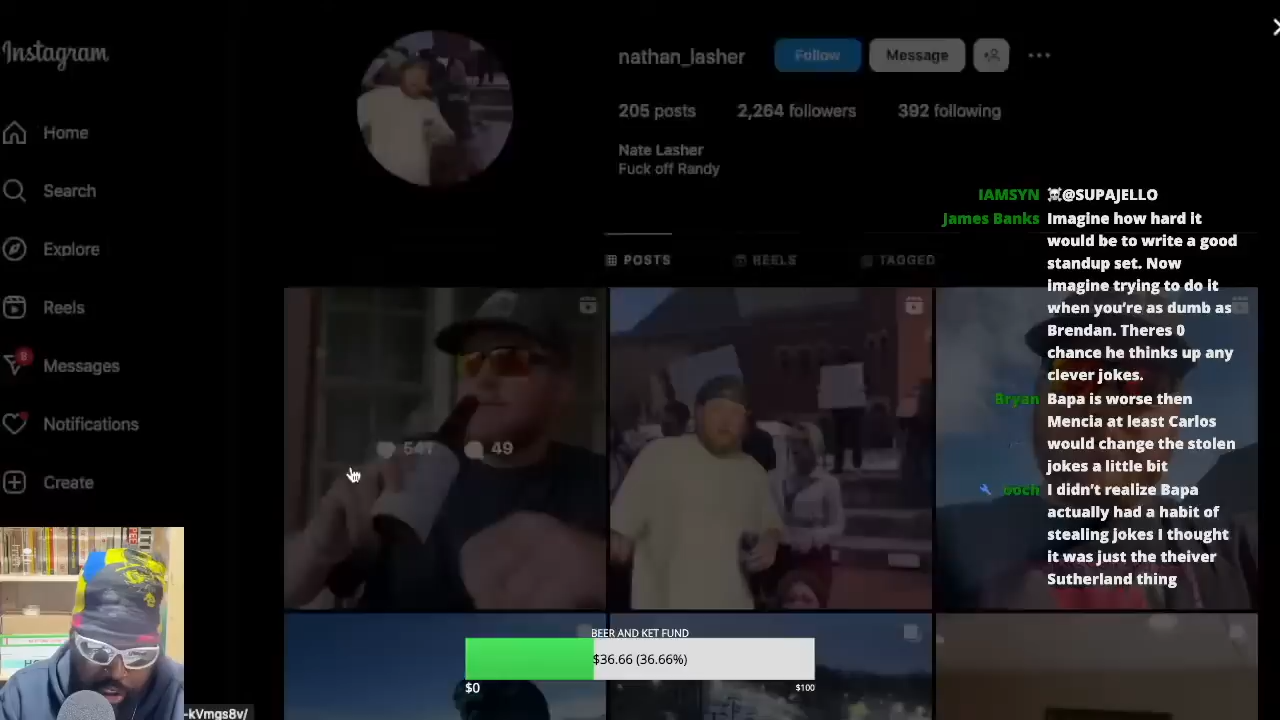 Instagram
nathan_lasher
Follow
Message
205 posts
2,264 followers
392 following
Nate Lasher
Fuck off Randy
POSTS
REELS
TAGGED
Home
Search
Explore
Reels
8
Messages
Notifications
Create
547
49
IAMSYN ☠@SUPAJELLO
James Banks Imagine how hard it
would be to write a good
standup set. Now
imagine trying to do it
when you're as dumb as
Brendan. Theres 0
chance he thinks up any
clever jokes.
Bryan Bapa is worse then
Mencia at least Carlos
would change the stolen
jokes a little bit
ooch I didn't realize Bapa
actually had a habit of
stealing jokes I thought
it was just the theiver
Sutherland thing
BEER AND KET FUND
$36.66 (36.66%)
$0
$100
-kVmgs8v/